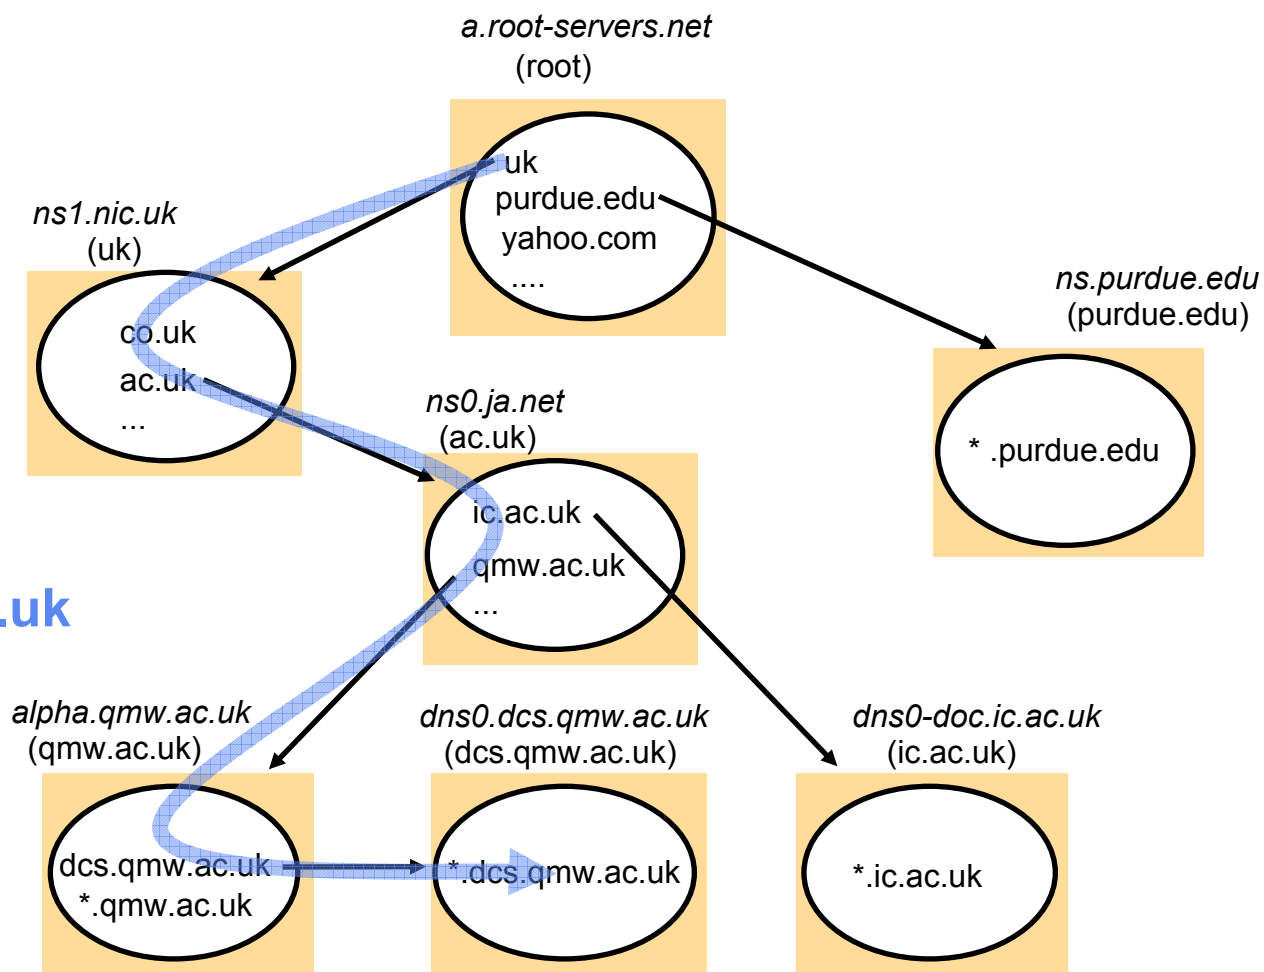 a.root-servers.net
(root)
uk
purdue.edu
yahoo.com
....
ns1.nic.uk
(uk)
co.uk
ac.uk
...
ns.purdue.edu
(purdue.edu)
* .purdue.edu
ns0.ja.net
(ac.uk)
ic.ac.uk
qmw.ac.uk
...
.uk
alpha.qmw.ac.uk
(qmw.ac.uk)
dcs.qmw.ac.uk
*.qmw.ac.uk
dns0.dcs.qmw.ac.uk
(dcs.qmw.ac.uk)
*.dcs.qmw.ac.uk
dns0-doc.ic.ac.uk
(ic.ac.uk)
*.ic.ac.uk